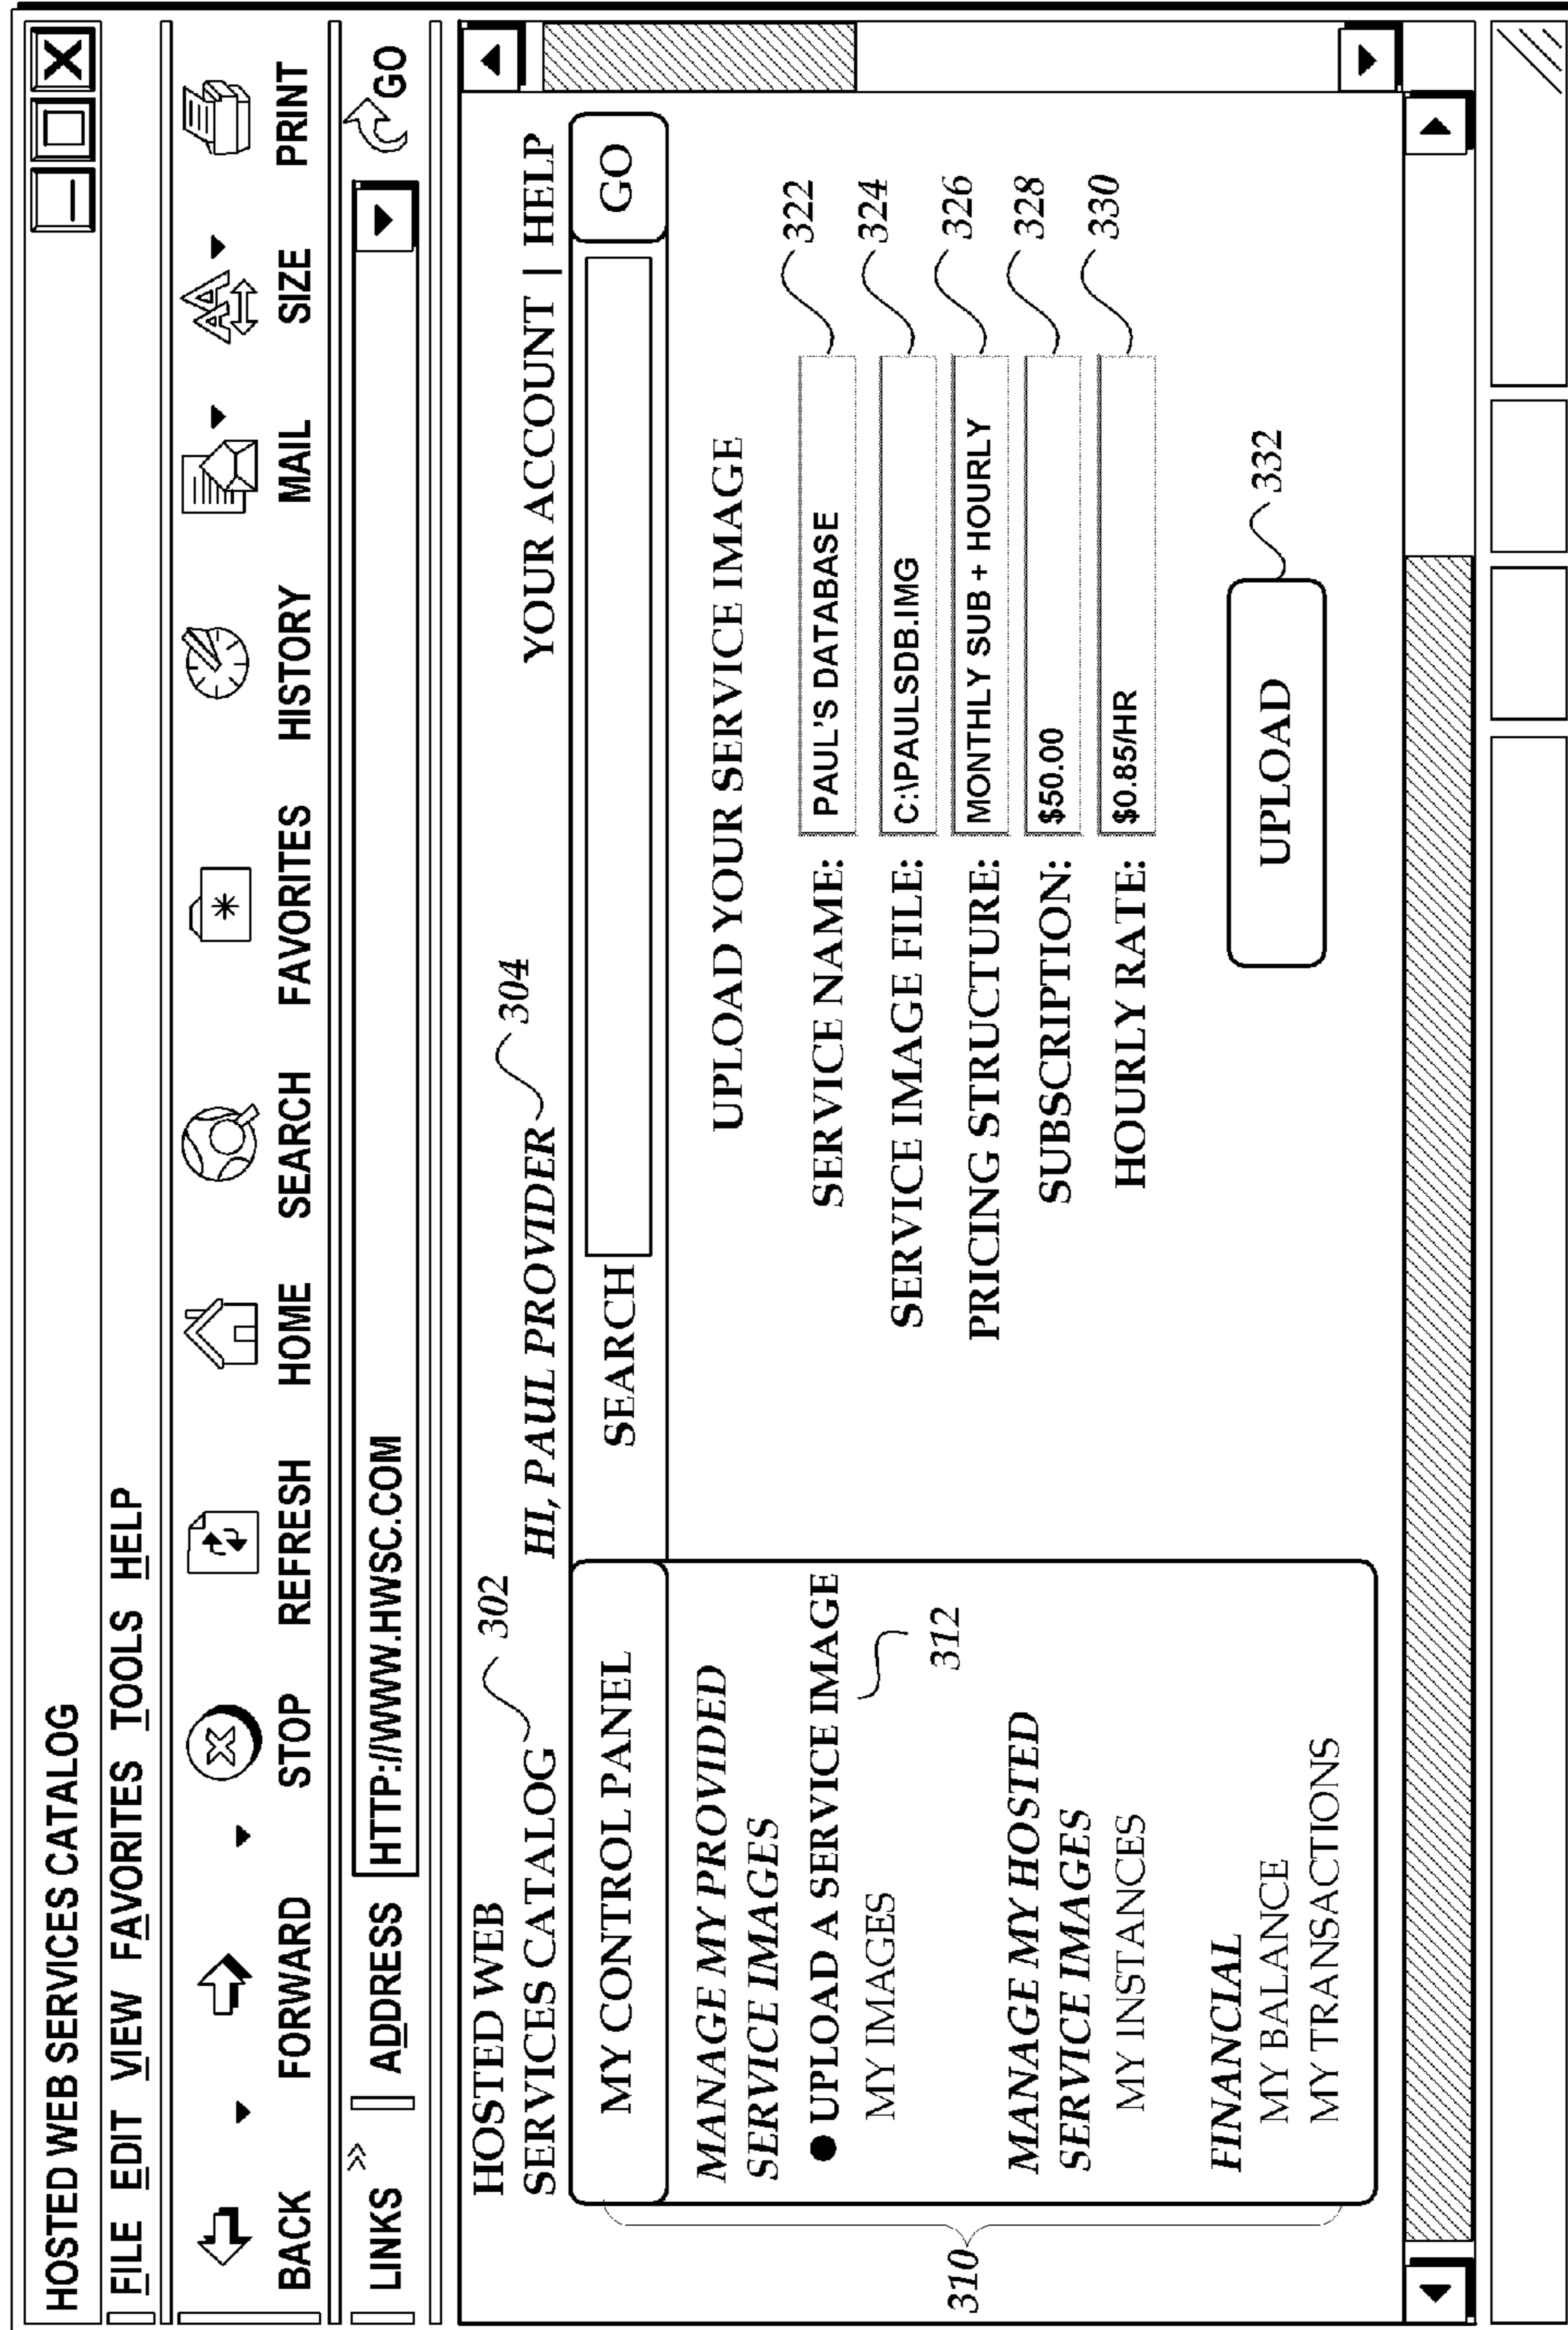 HOSTED WEB SERVICES CATALOG
FILE EDIT VIEW FAVORITES TOOLS HELP
BACK FORWARD STOP REFRESH HOME SEARCH FAVORITES HISTORY MAIL SIZE PRINT
LINKS » ADDRESS HTTP://WWW.HWSC.COM GO
HOSTED WEB
SERVICES CATALOG 302
HI, PAUL PROVIDER 304
YOUR ACCOUNT | HELP
MY CONTROL PANEL
SEARCH GO
310
MANAGE MY PROVIDED
SERVICE IMAGES
● UPLOAD A SERVICE IMAGE
312
MY IMAGES
MANAGE MY HOSTED
SERVICE IMAGES
MY INSTANCES
FINANCIAL
MY BALANCE
MY TRANSACTIONS
UPLOAD YOUR SERVICE IMAGE
SERVICE NAME: PAUL'S DATABASE 322
SERVICE IMAGE FILE: C:\PAULSDB.IMG 324
PRICING STRUCTURE: MONTHLY SUB + HOURLY 326
SUBSCRIPTION: $50.00 328
HOURLY RATE: $0.85/HR 330
UPLOAD 332